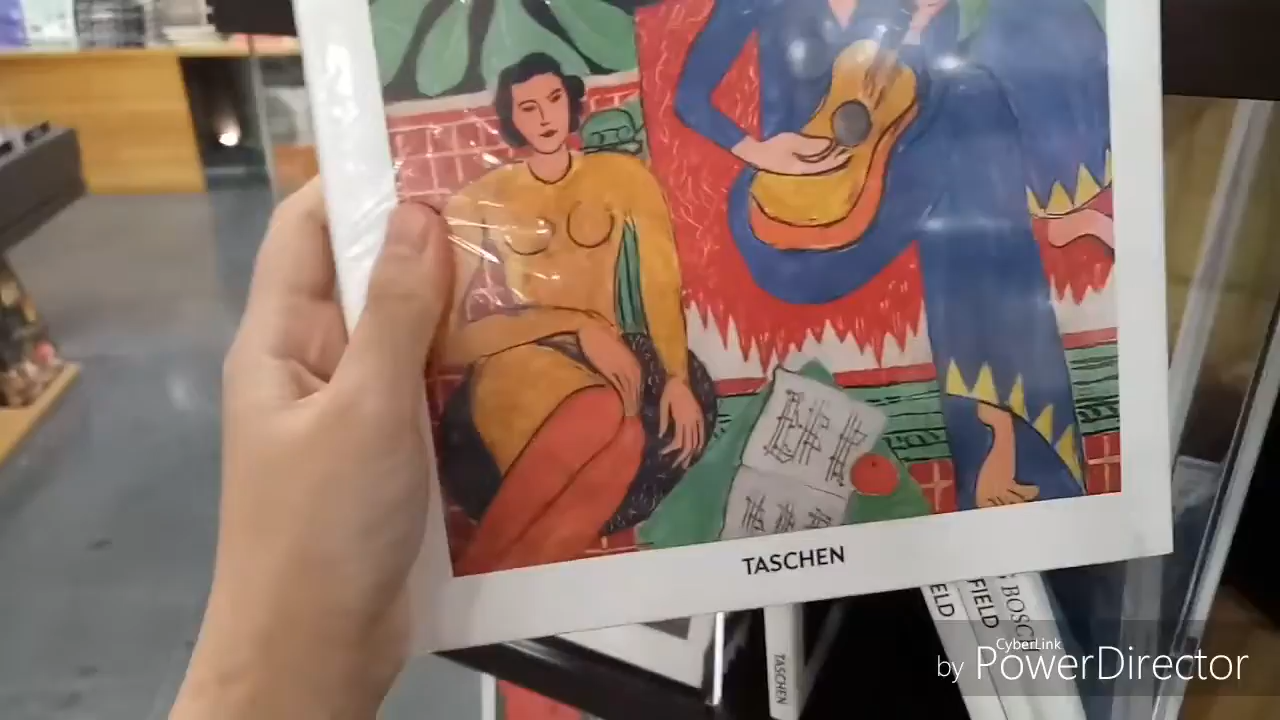 TASCHEN
ELD
FIELD
BOSCH
TASCHEN
CyberLink
by PowerDirector